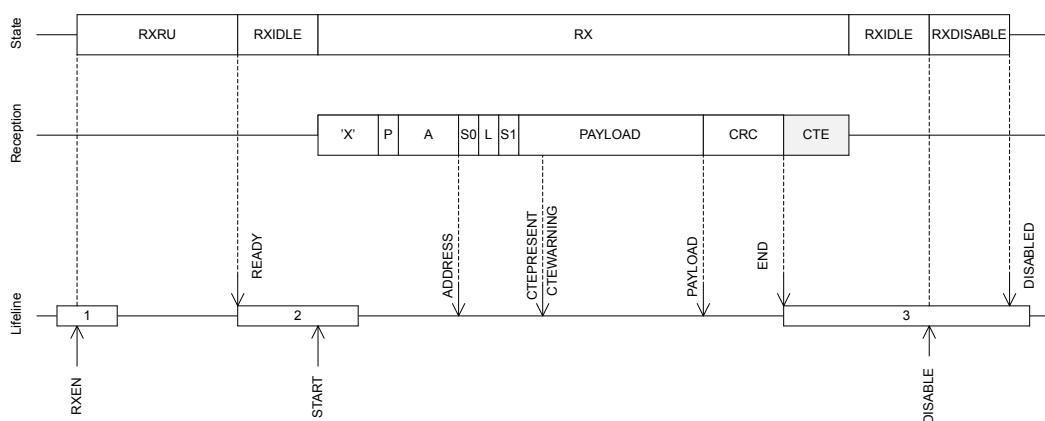 State
RXRU RXIDLE RX RXIDLE RXDISABLE
Reception
'X' P A S0 L S1 PAYLOAD CRC CTE
READY
ADDRESS
CTEPRESENT
CTEWARNING
PAYLOAD
END
DISABLED
Lifeline
1 2 3
RXEN
START
DISABLE